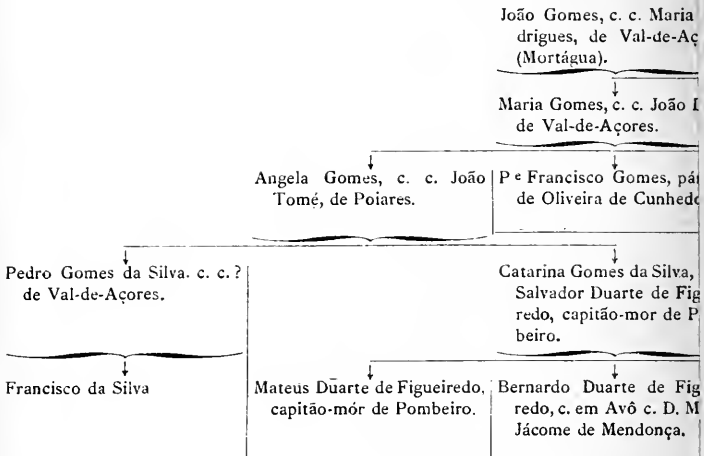 João Gomes, c. c. Maria
drigues, de Val-de-Aç
(Mortágua).
Maria Gomes, c. c. João
de Val-de-Açores.
Angela Gomes, c. c. João
Tomé, de Poiares.
P e Francisco Gomes, pá
de Oliveira de Cunhed
Pedro Gomes da Silva. c. c. ?
de Val-de-Açores.
Catarina Gomes da Silva,
Salvador Duarte de Fig
redo, capitão-mor de P
beiro.
Francisco da Silva
Mateus Duarte de Figueiredo,
capitão-mór de Pombeiro.
Bernardo Duarte de Fig
redo, c. em Avô c. D. M
Jácome de Mendonça.